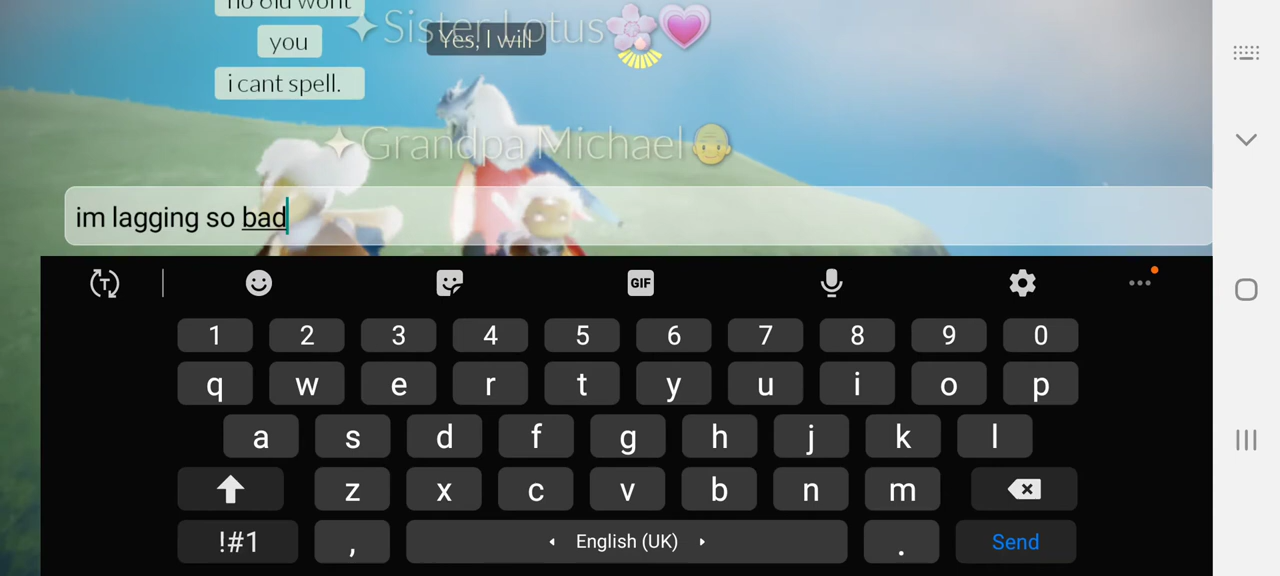 no old wont
✦Sister Lotus🌸💗
you
Yes, I will
i cant spell.
✦Grandpa Michael👴
im lagging so bad
T
GIF
1 2 3 4 5 6 7 8 9 0
q w e r t y u i o p
a s d f g h j k l
z x c v b n m
!#1 , English (UK) . Send